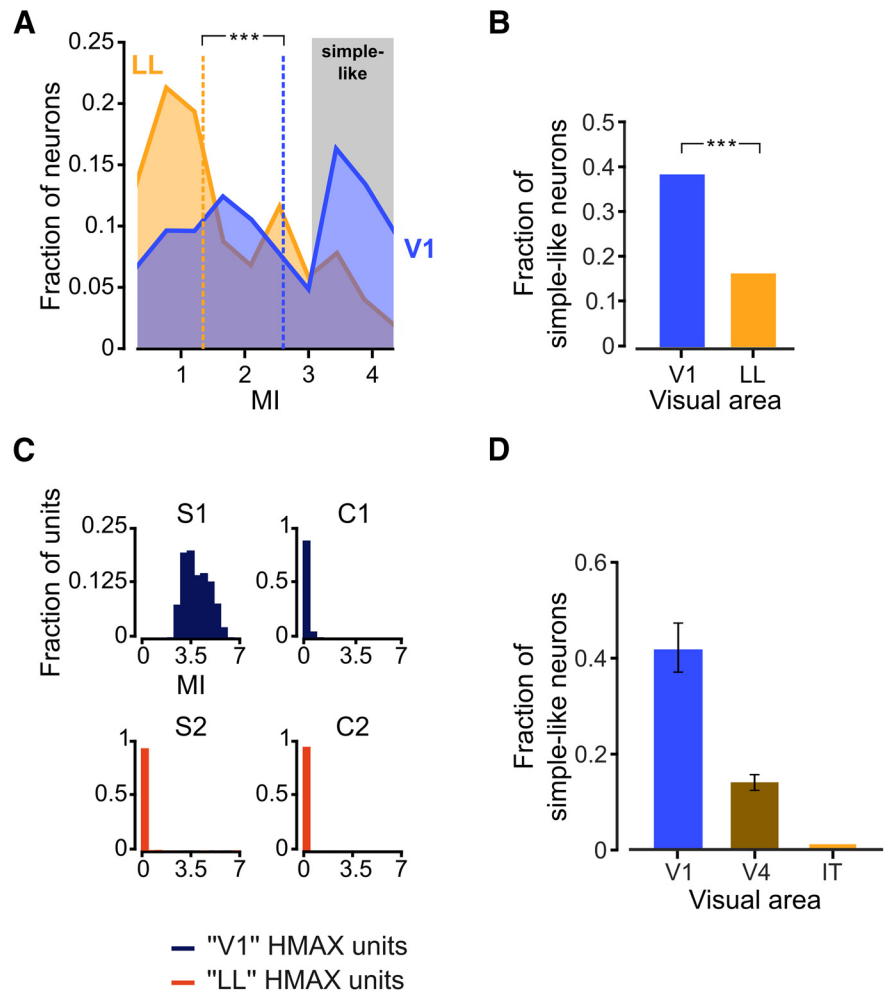 A
0.25
0.2
0.15
0.1
0.05
0
Fraction of neurons
LL
***
simple-
like
V1
1 2 3 4
MI
B
0.5
0.4
0.3
0.2
0.1
0
Fraction of
simple-like neurons
***
V1 LL
Visual area
C
Fraction of units
S1
0.25
0.125
0
0 3.5 7
MI
C1
1
0.5
0
0 3.5 7
S2
1
0.5
0
0 3.5 7
C2
1
0.5
0
0 3.5 7
"V1" HMAX units
"LL" HMAX units
D
0.6
0.4
0.2
0
Fraction of
simple-like neurons
V1 V4 IT
Visual area